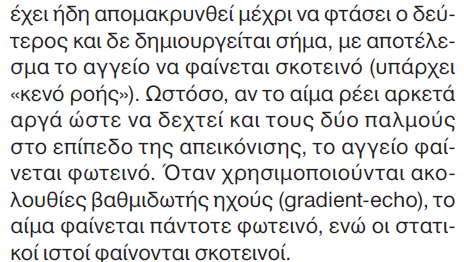 έχει ήδη απομακρυνθεί μέχρι να φτάσει ο δεύ-
τερος και δε δημιουργείται σήμα, με αποτέλε-
σμα το αγγείο να φαίνεται σκοτεινό (υπάρχει
«κενό ροής»). Ωστόσο, αν το αίμα ρέει αρκετά
αργά ώστε να δεχτεί και τους δύο παλμούς
στο επίπεδο της απεικόνισης, το αγγείο φαί-
νεται φωτεινό. Όταν χρησιμοποιούνται ακο-
λουθίες βαθμιδωτής ηχούς (gradient-echo), το
αίμα φαίνεται πάντοτε φωτεινό, ενώ οι στατι-
κοί ιστοί φαίνονται σκοτεινοί.